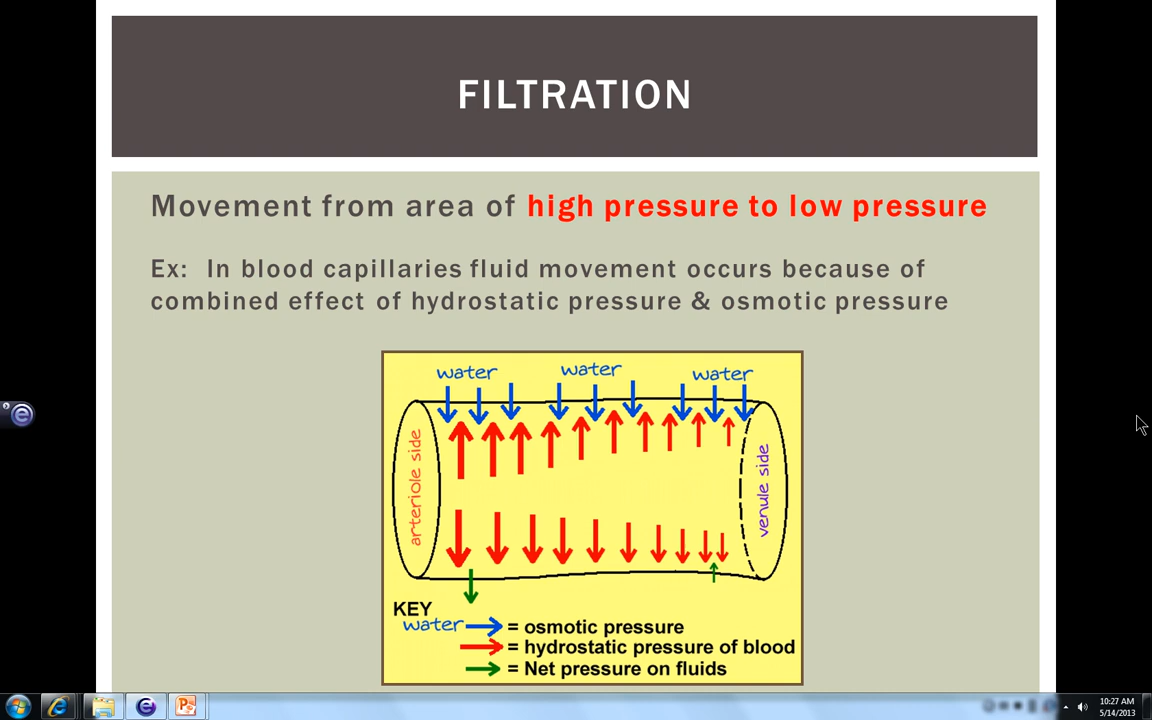 FILTRATION
Movement from area of high pressure to low pressure
Ex: In blood capillaries fluid movement occurs because of
combined effect of hydrostatic pressure & osmotic pressure
water water water
arteriole side
venule side
KEY
water = osmotic pressure
= hydrostatic pressure of blood
= Net pressure on fluids
10:27 AM
5/14/2013